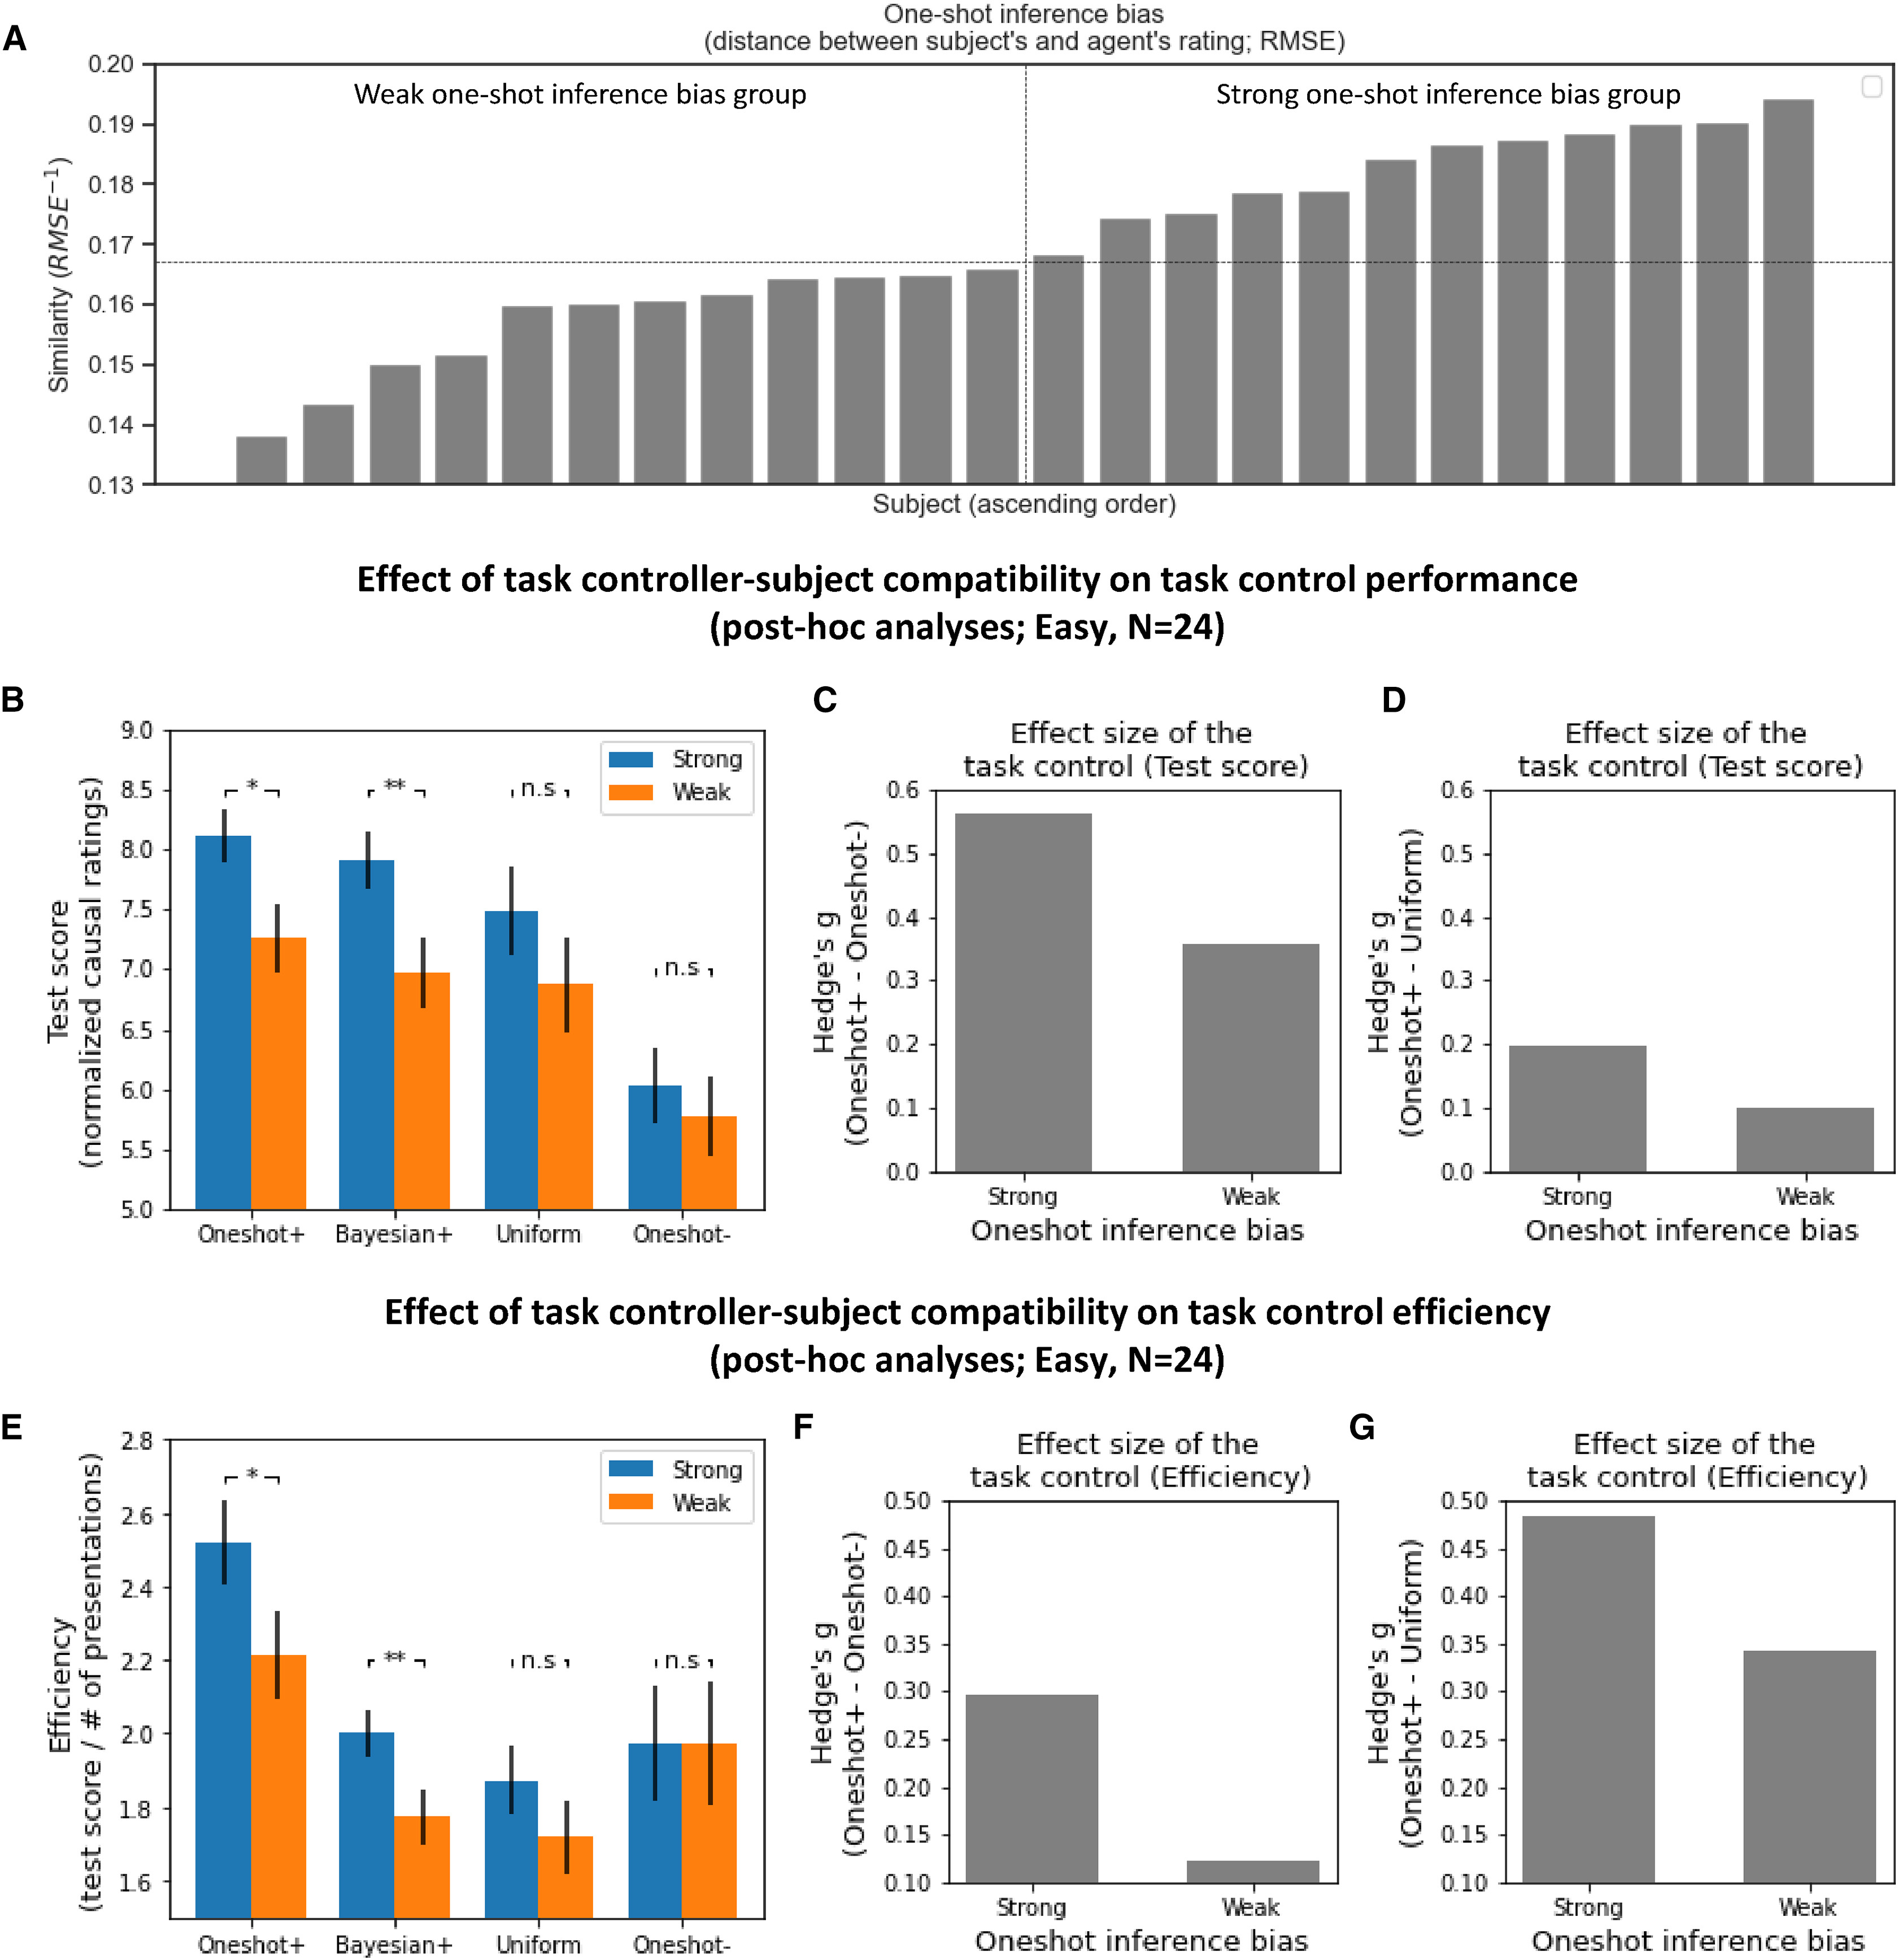 A
One-shot inference bias
(distance between subject's and agent's rating; RMSE)
Weak one-shot inference bias group
Strong one-shot inference bias group
Similarity (RMSE⁻¹)
0.20
0.19
0.18
0.17
0.16
0.15
0.14
0.13
Subject (ascending order)
Effect of task controller-subject compatibility on task control performance
(post-hoc analyses; Easy, N=24)
B
Test score
(normalized causal ratings)
9.0
8.5
8.0
7.5
7.0
6.5
6.0
5.5
5.0
Strong
Weak
*
**
n.s
n.s
Oneshot+
Bayesian+
Uniform
Oneshot-
C
Effect size of the
task control (Test score)
Hedge's g
(Oneshot+ - Oneshot-)
0.6
0.5
0.4
0.3
0.2
0.1
0.0
Strong
Weak
Oneshot inference bias
D
Effect size of the
task control (Test score)
Hedge's g
(Oneshot+ - Uniform)
0.6
0.5
0.4
0.3
0.2
0.1
0.0
Strong
Weak
Oneshot inference bias
Effect of task controller-subject compatibility on task control efficiency
(post-hoc analyses; Easy, N=24)
E
Efficiency
(test score / # of presentations)
2.8
2.6
2.4
2.2
2.0
1.8
1.6
Strong
Weak
*
**
n.s
n.s
Oneshot+
Bayesian+
Uniform
Oneshot-
F
Effect size of the
task control (Efficiency)
Hedge's g
(Oneshot+ - Oneshot-)
0.50
0.45
0.40
0.35
0.30
0.25
0.20
0.15
0.10
Strong
Weak
Oneshot inference bias
G
Effect size of the
task control (Efficiency)
Hedge's g
(Oneshot+ - Uniform)
0.50
0.45
0.40
0.35
0.30
0.25
0.20
0.15
0.10
Strong
Weak
Oneshot inference bias